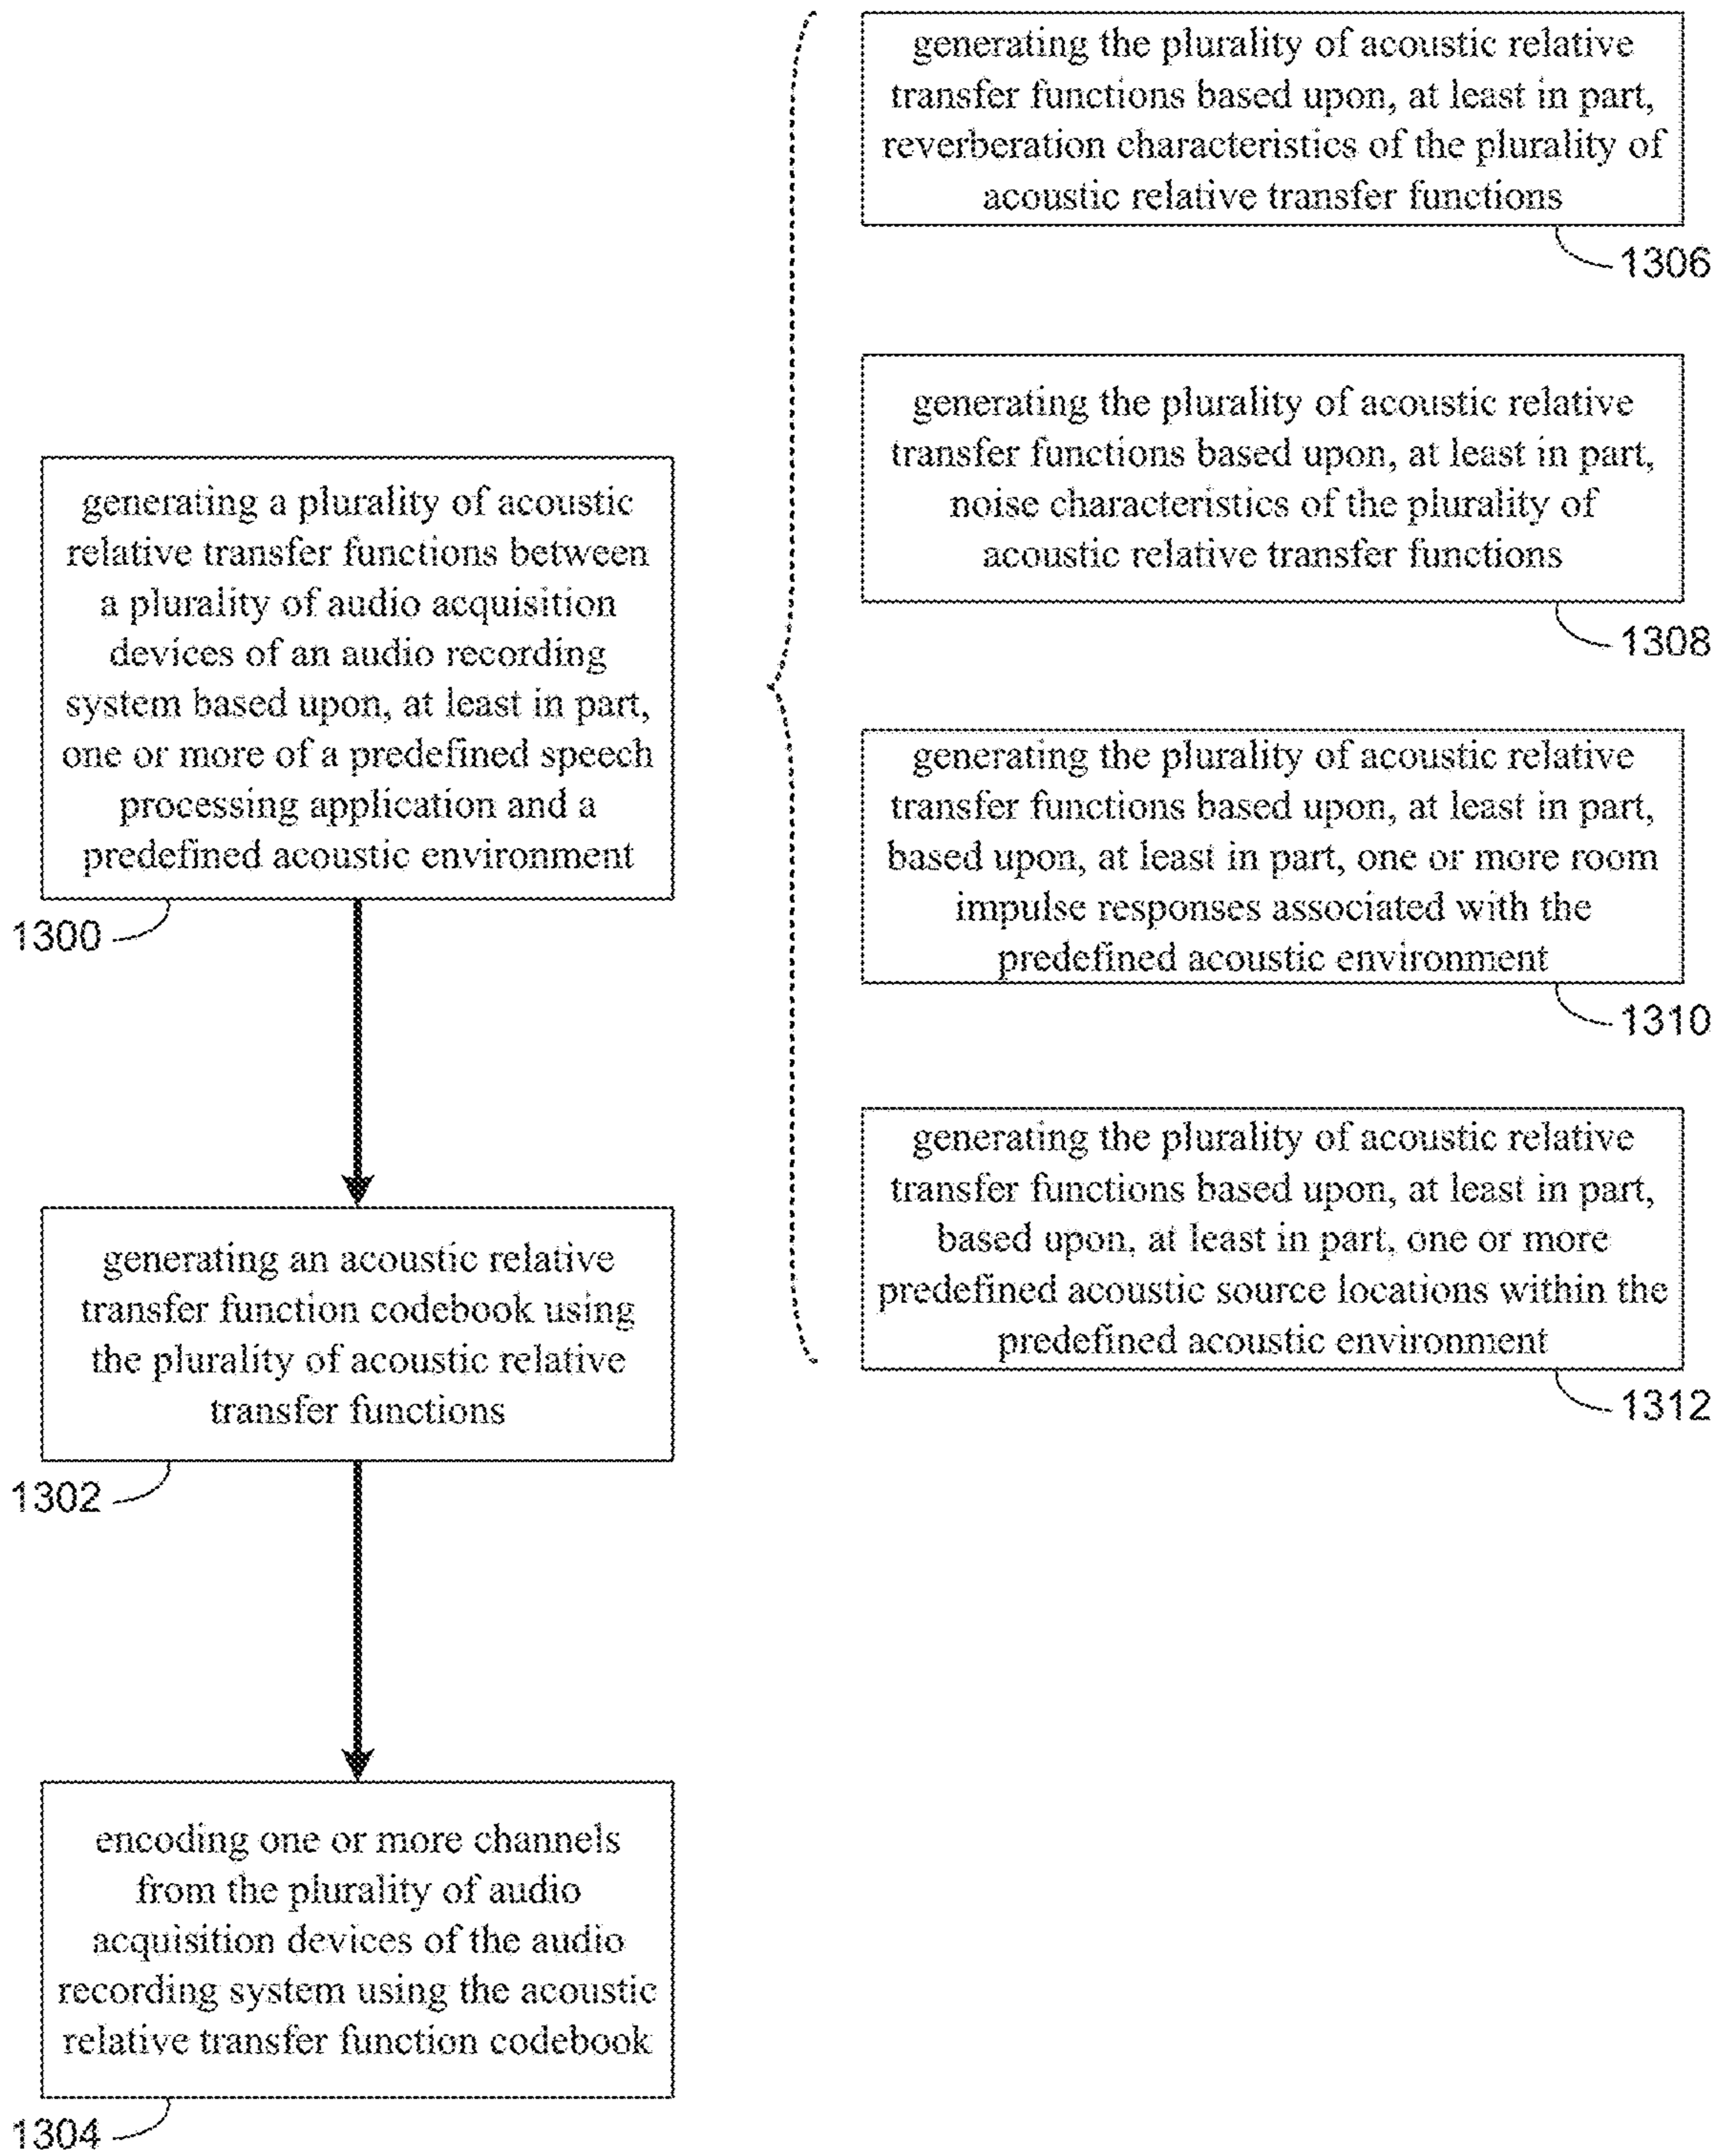 generating a plurality of acoustic
relative transfer functions between
a plurality of audio acquisition
devices of an audio recording
system based upon, at least in part,
one or more of a predefined speech
processing application and a
predefined acoustic environment
1300
generating an acoustic relative
transfer function codebook using
the plurality of acoustic relative
transfer functions
1302
encoding one or more channels
from the plurality of audio
acquisition devices of the audio
recording system using the acoustic
relative transfer function codebook
1304
generating the plurality of acoustic relative
transfer functions based upon, at least in part,
reverberation characteristics of the plurality of
acoustic relative transfer functions
1306
generating the plurality of acoustic relative
transfer functions based upon, at least in part,
noise characteristics of the plurality of
acoustic relative transfer functions
1308
generating the plurality of acoustic relative
transfer functions based upon, at least in part,
based upon, at least in part, one or more room
impulse responses associated with the
predefined acoustic environment
1310
generating the plurality of acoustic relative
transfer functions based upon, at least in part,
based upon, at least in part, one or more
predefined acoustic source locations within the
predefined acoustic environment
1312